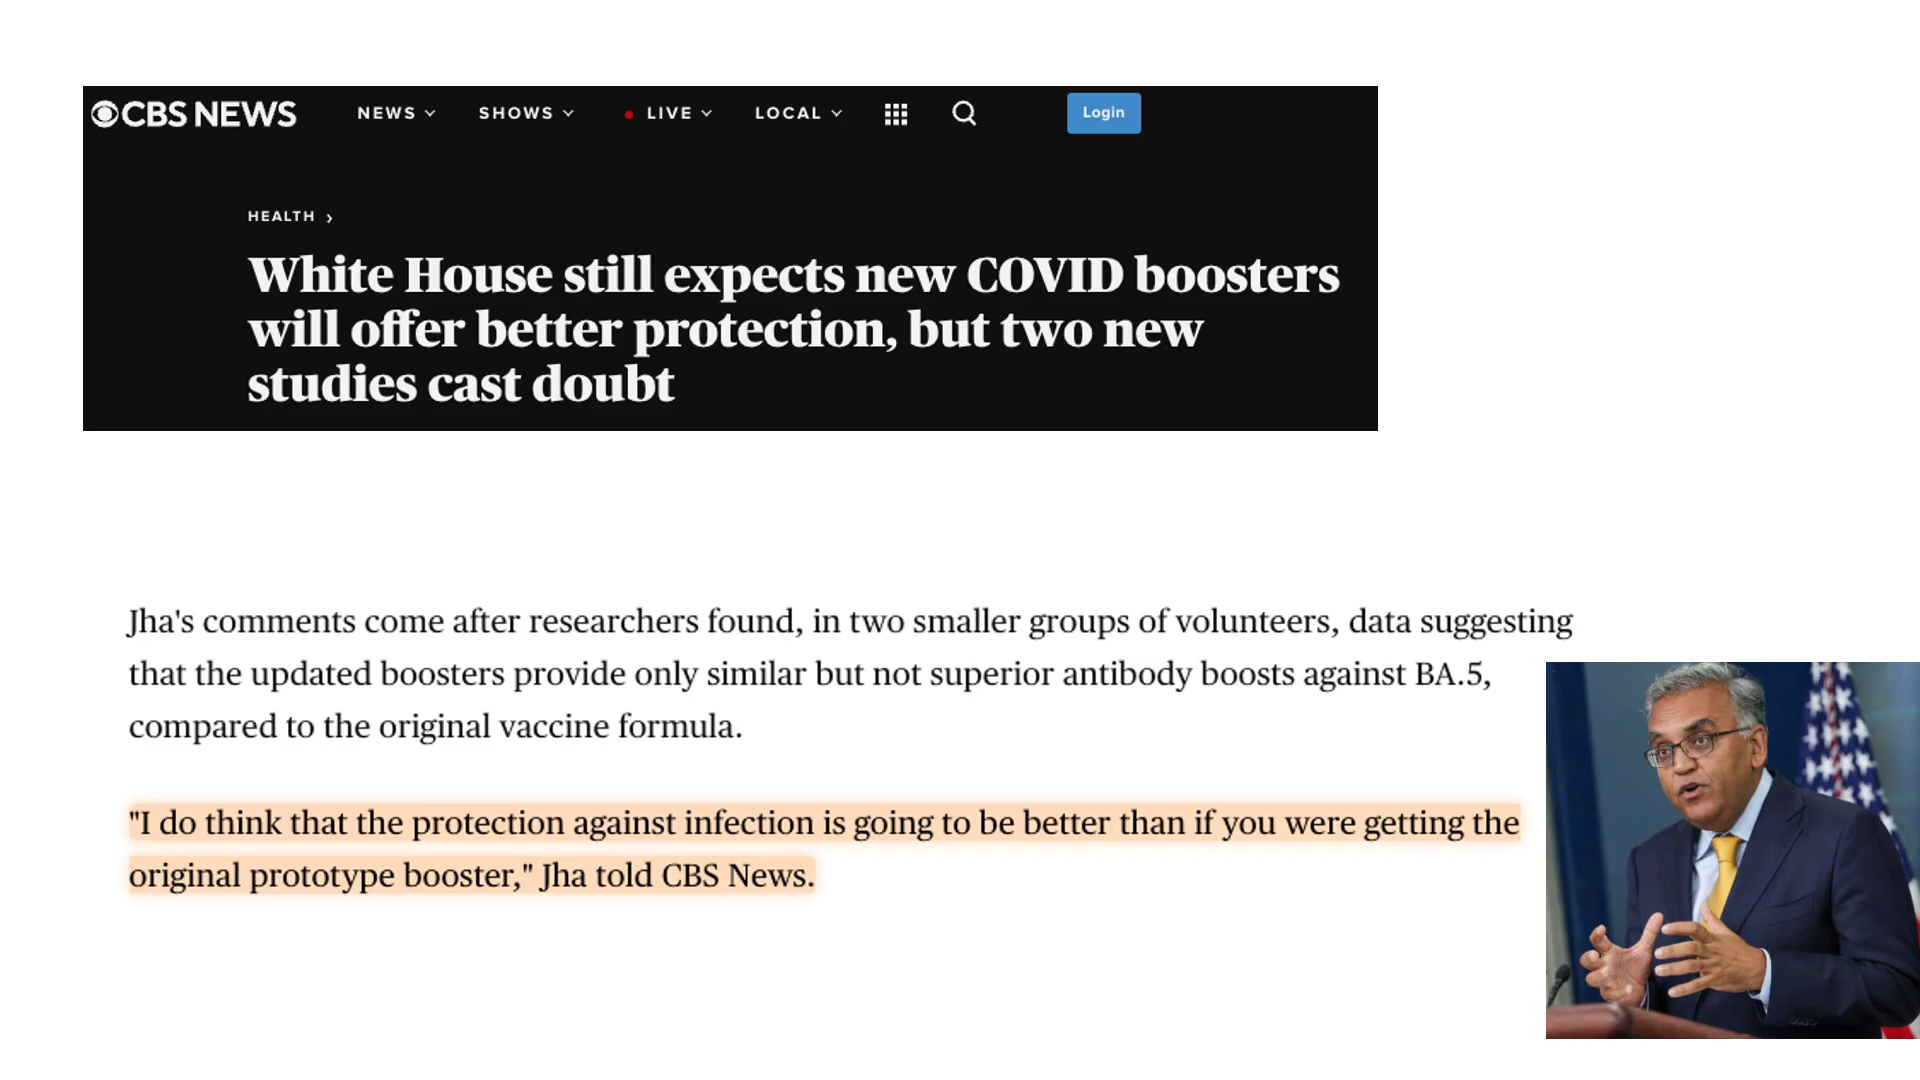 CBS NEWS NEWS SHOWS LIVE LOCAL Login
HEALTH
White House still expects new COVID boosters
will offer better protection, but two new
studies cast doubt
Jha's comments come after researchers found, in two smaller groups of volunteers, data suggesting
that the updated boosters provide only similar but not superior antibody boosts against BA.5,
compared to the original vaccine formula.
"I do think that the protection against infection is going to be better than if you were getting the
original prototype booster," Jha told CBS News.